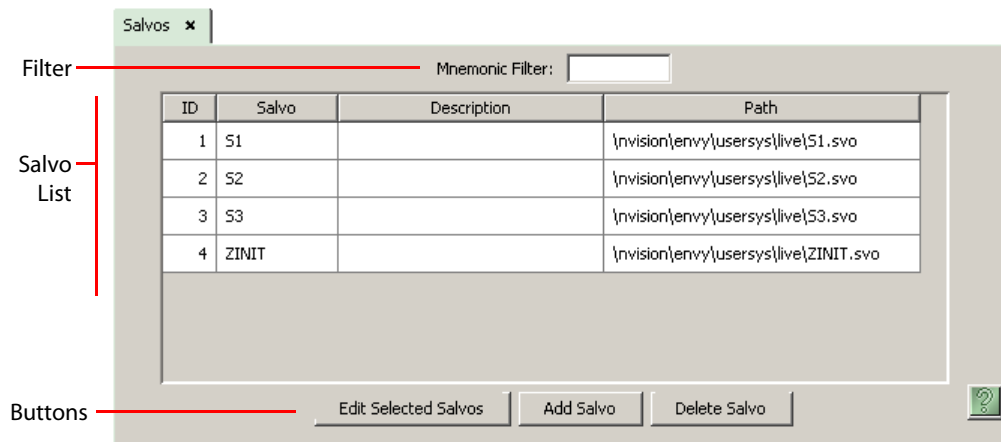 Salvos ×
Filter
Mnemonic Filter:
ID Salvo Description Path
1 S1 \nvision\envy\usersys\live\S1.svo
2 S2 \nvision\envy\usersys\live\S2.svo
3 S3 \nvision\envy\usersys\live\S3.svo
4 ZINIT \nvision\envy\usersys\live\ZINIT.svo
Salvo
List
Buttons
Edit Selected Salvos Add Salvo Delete Salvo ?